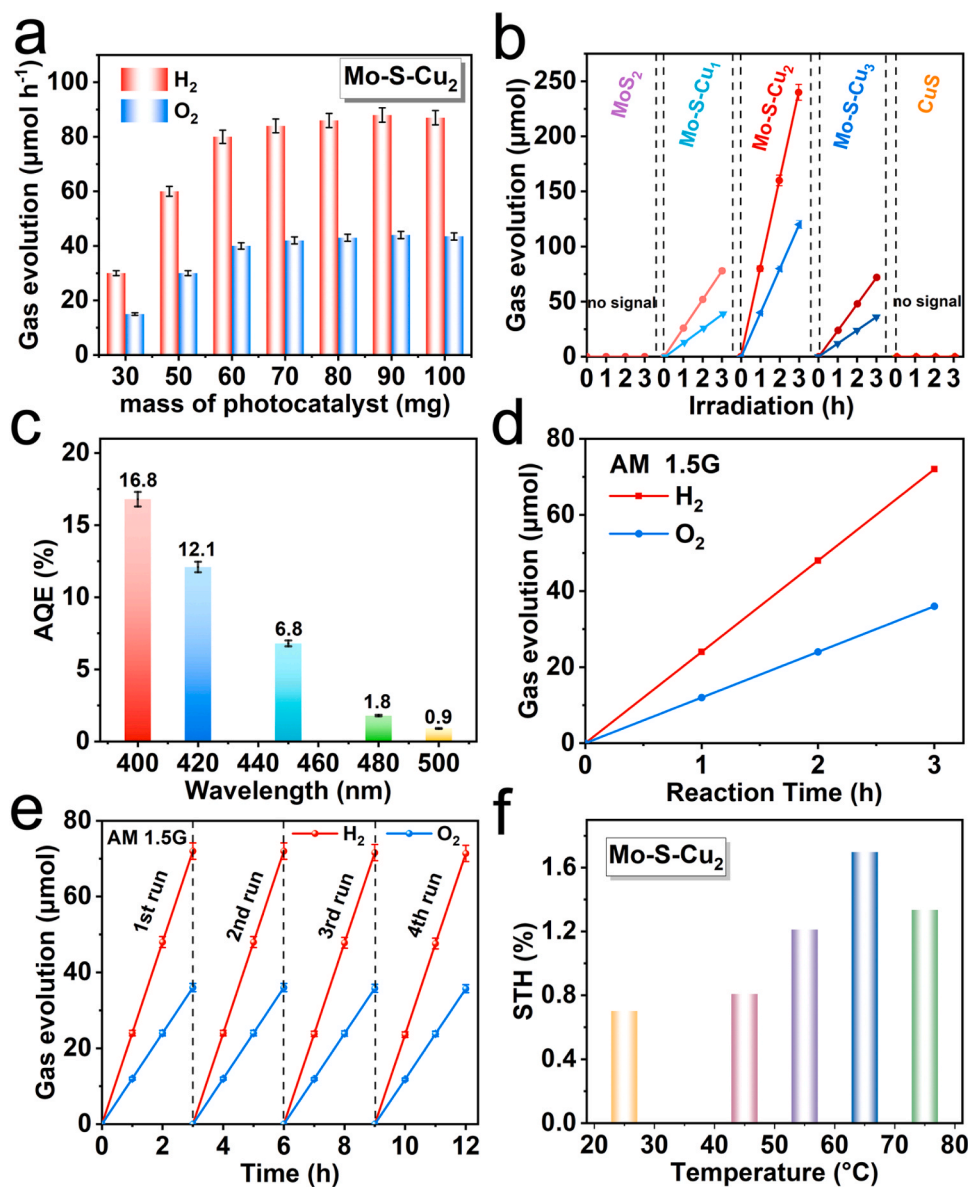 a
Mo-S-Cu₂
H₂
O₂
Gas evolution (μmol h⁻¹)
100
80
60
40
20
0
30 50 60 70 80 90 100
mass of photocatalyst (mg)
b
MoS₂
Mo-S-Cu₁
Mo-S-Cu₂
Mo-S-Cu₃
CuS
Gas evolution (μmol)
250
200
150
100
50
0
no signal
no signal
0 1 2 3 0 1 2 3 0 1 2 3 0 1 2 3 0 1 2 3
Irradiation (h)
c
AQE (%)
20
15
10
5
0
16.8
12.1
6.8
1.8
0.9
400 420 440 460 480 500
Wavelength (nm)
d
AM 1.5G
H₂
O₂
Gas evolution (μmol)
80
60
40
20
0
0 1 2 3
Reaction Time (h)
e
AM 1.5G
H₂ O₂
Gas evolution (μmol)
80
60
40
20
0
1st run
2nd run
3rd run
4th run
0 2 4 6 8 10 12
Time (h)
f
Mo-S-Cu₂
STH (%)
1.6
1.2
0.8
0.4
0.0
20 30 40 50 60 70 80
Temperature (°C)